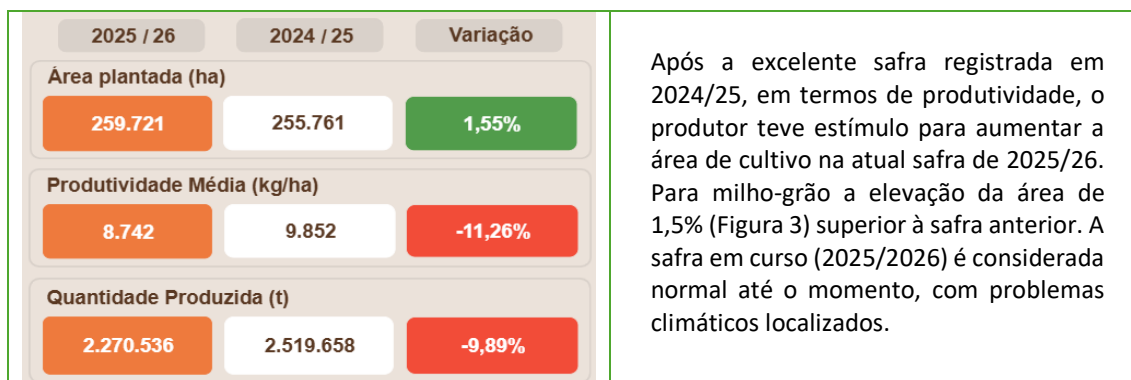 2025 / 26 2024 / 25 Variação
Área plantada (ha)
259.721 255.761 1,55%
Produtividade Média (kg/ha)
8.742 9.852 -11,26%
Quantidade Produzida (t)
2.270.536 2.519.658 -9,89%
Após a excelente safra registrada em
2024/25, em termos de produtividade, o
produtor teve estímulo para aumentar a
área de cultivo na atual safra de 2025/26.
Para milho-grão a elevação da área de
1,5% (Figura 3) superior à safra anterior. A
safra em curso (2025/2026) é considerada
normal até o momento, com problemas
climáticos localizados.